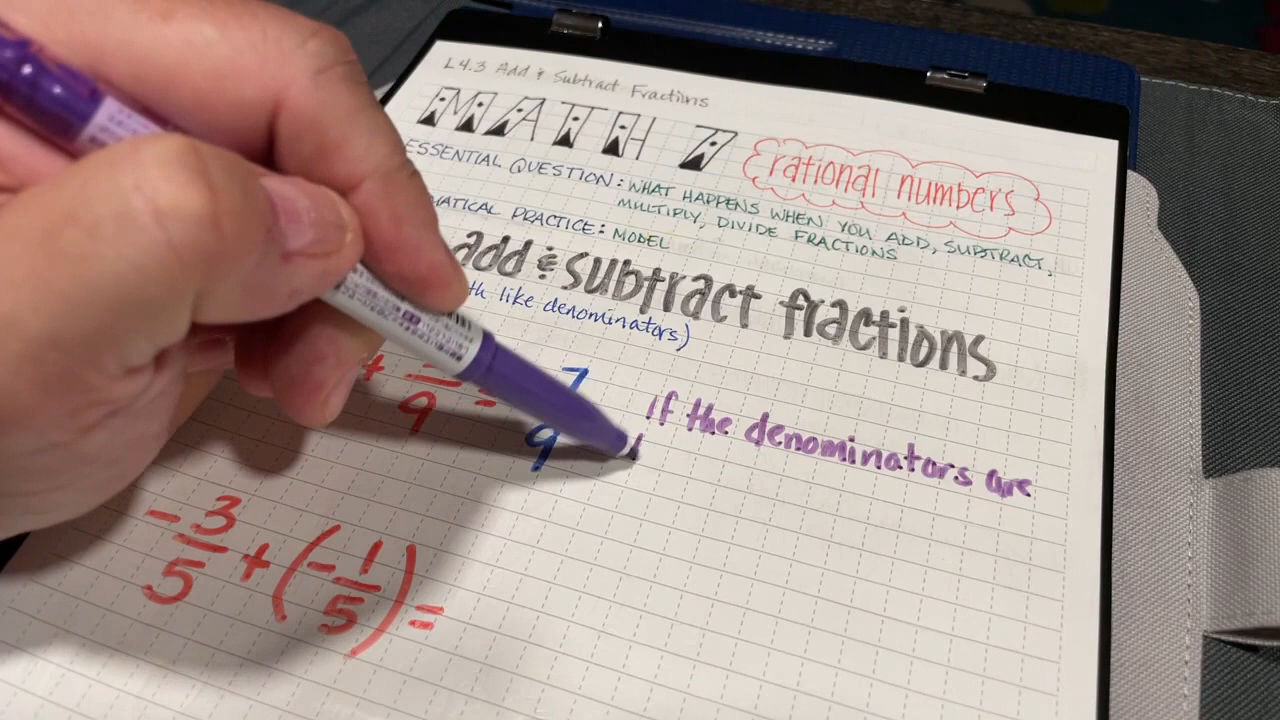 L4.3 Add & Subtract Fractions
MATH 7
rational numbers
ESSENTIAL QUESTION: WHAT HAPPENS WHEN YOU ADD, SUBTRACT,
MULTIPLY, DIVIDE FRACTIONS
PRACTICE: MODEL
add & subtract fractions
like denominators)
+ /9 = 7/9
if the denominators are
-3/5 + (-1/5) =